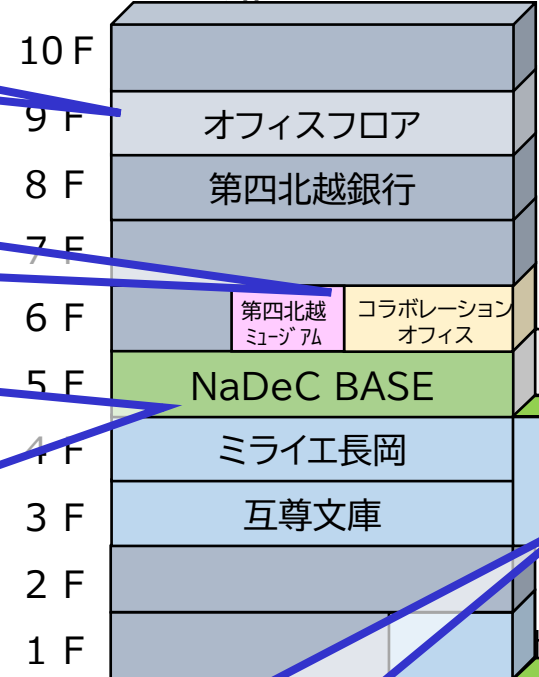 10 F
9 F
オフィスフロア
8 F
第四北越銀行
7 F
6 F
第四北越
ﾐｭｰｼﾞｱﾑ
コラボレーション
オフィス
5 F
NaDeC BASE
4 F
ミライエ長岡
3 F
互尊文庫
2 F
1 F